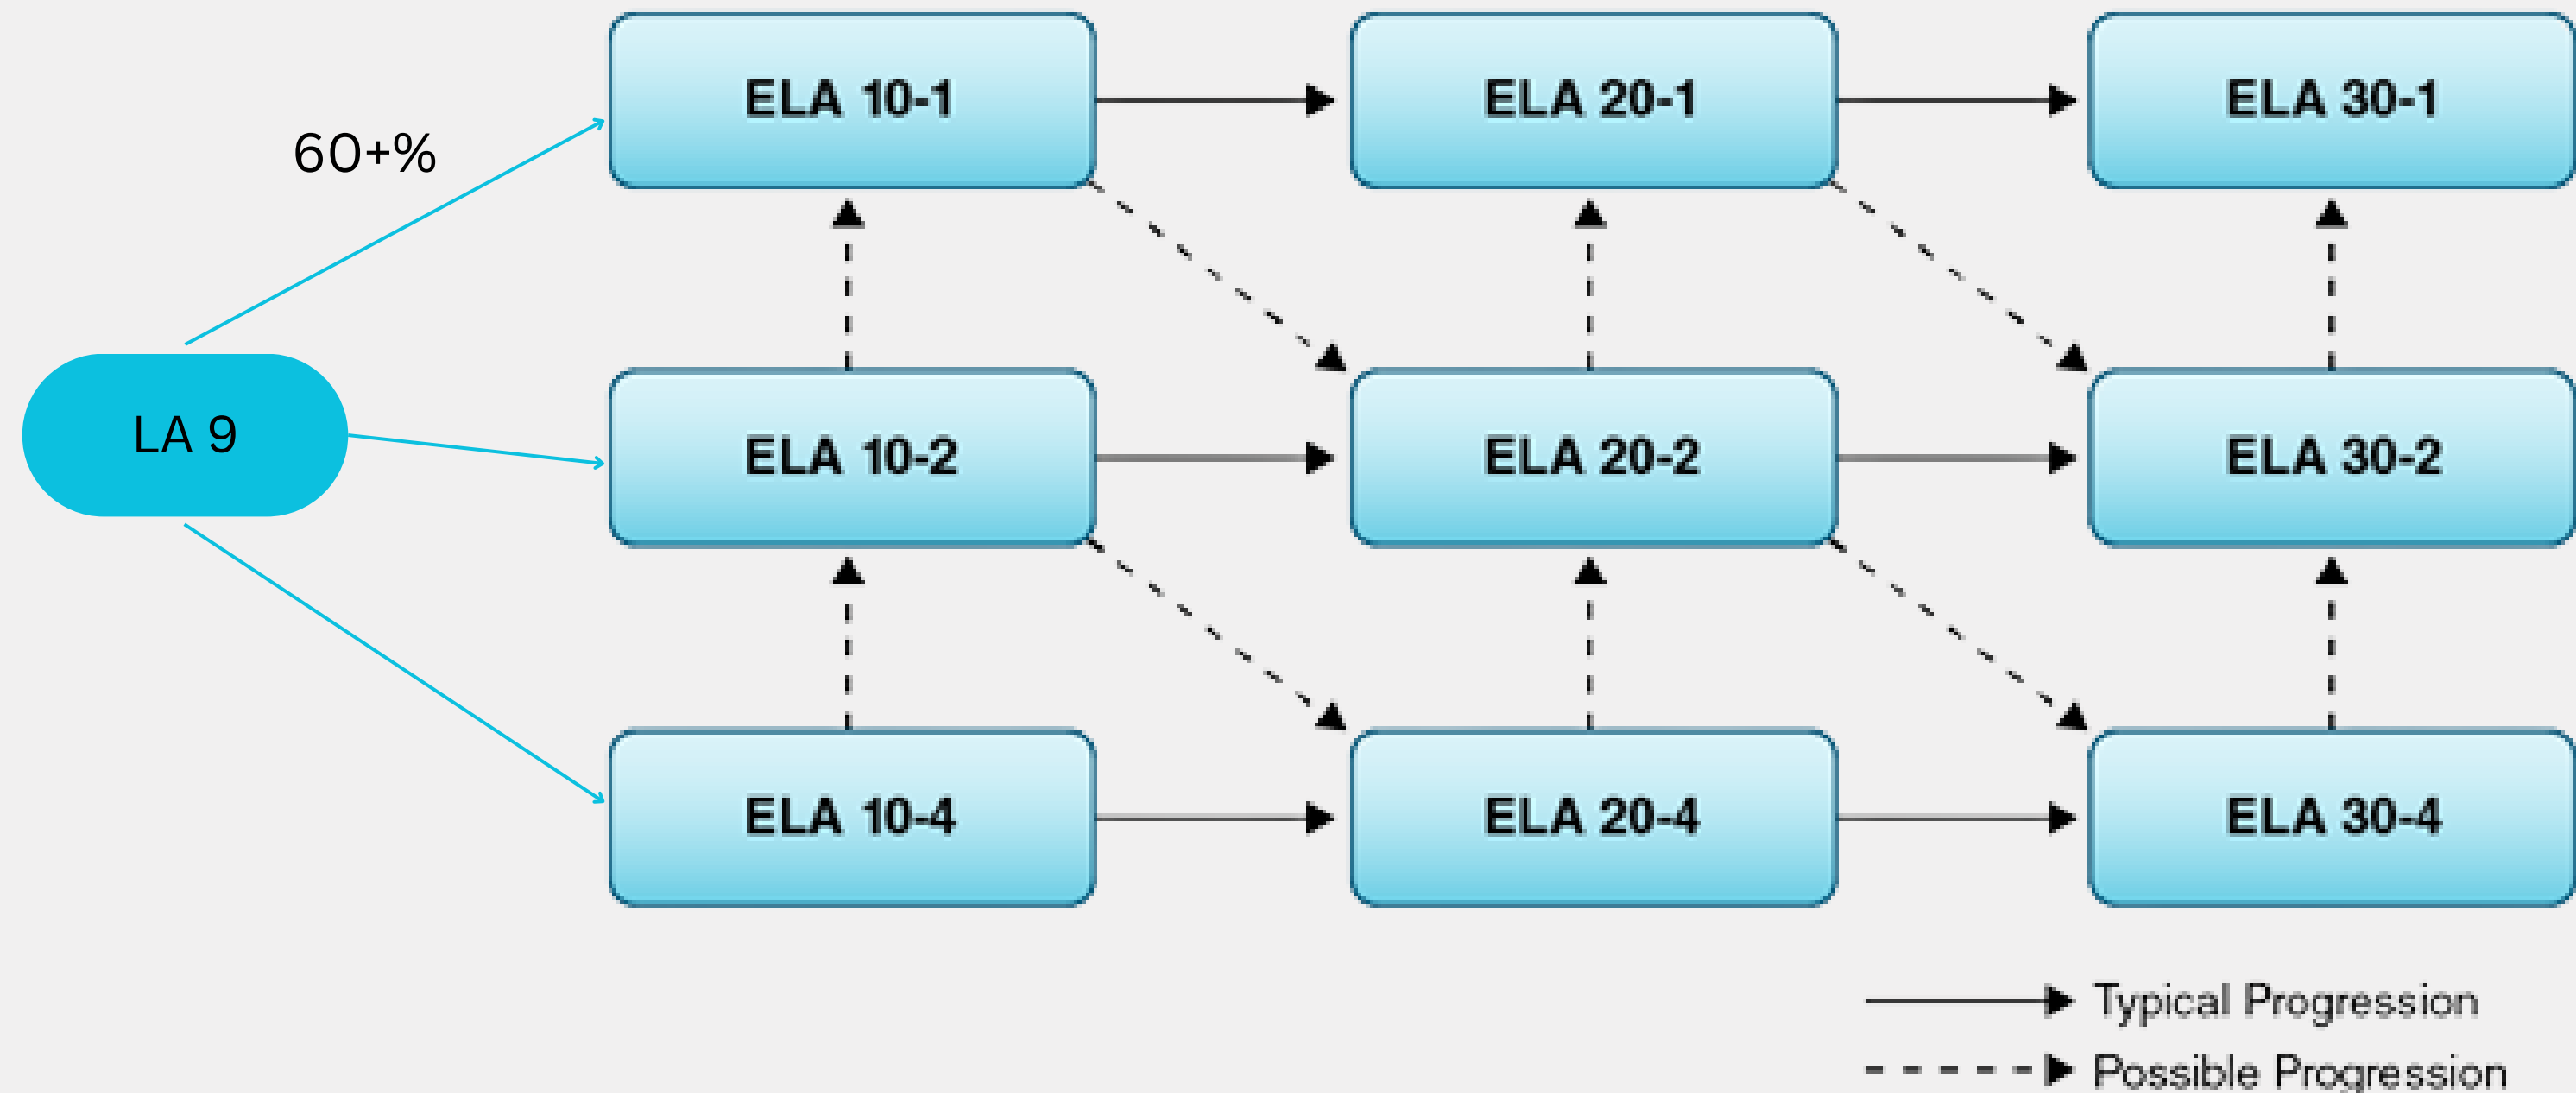 ELA 10-1
ELA 20-1
ELA 30-1
60+%
LA 9
ELA 10-2
ELA 20-2
ELA 30-2
ELA 10-4
ELA 20-4
ELA 30-4
Typical Progression
Possible Progression